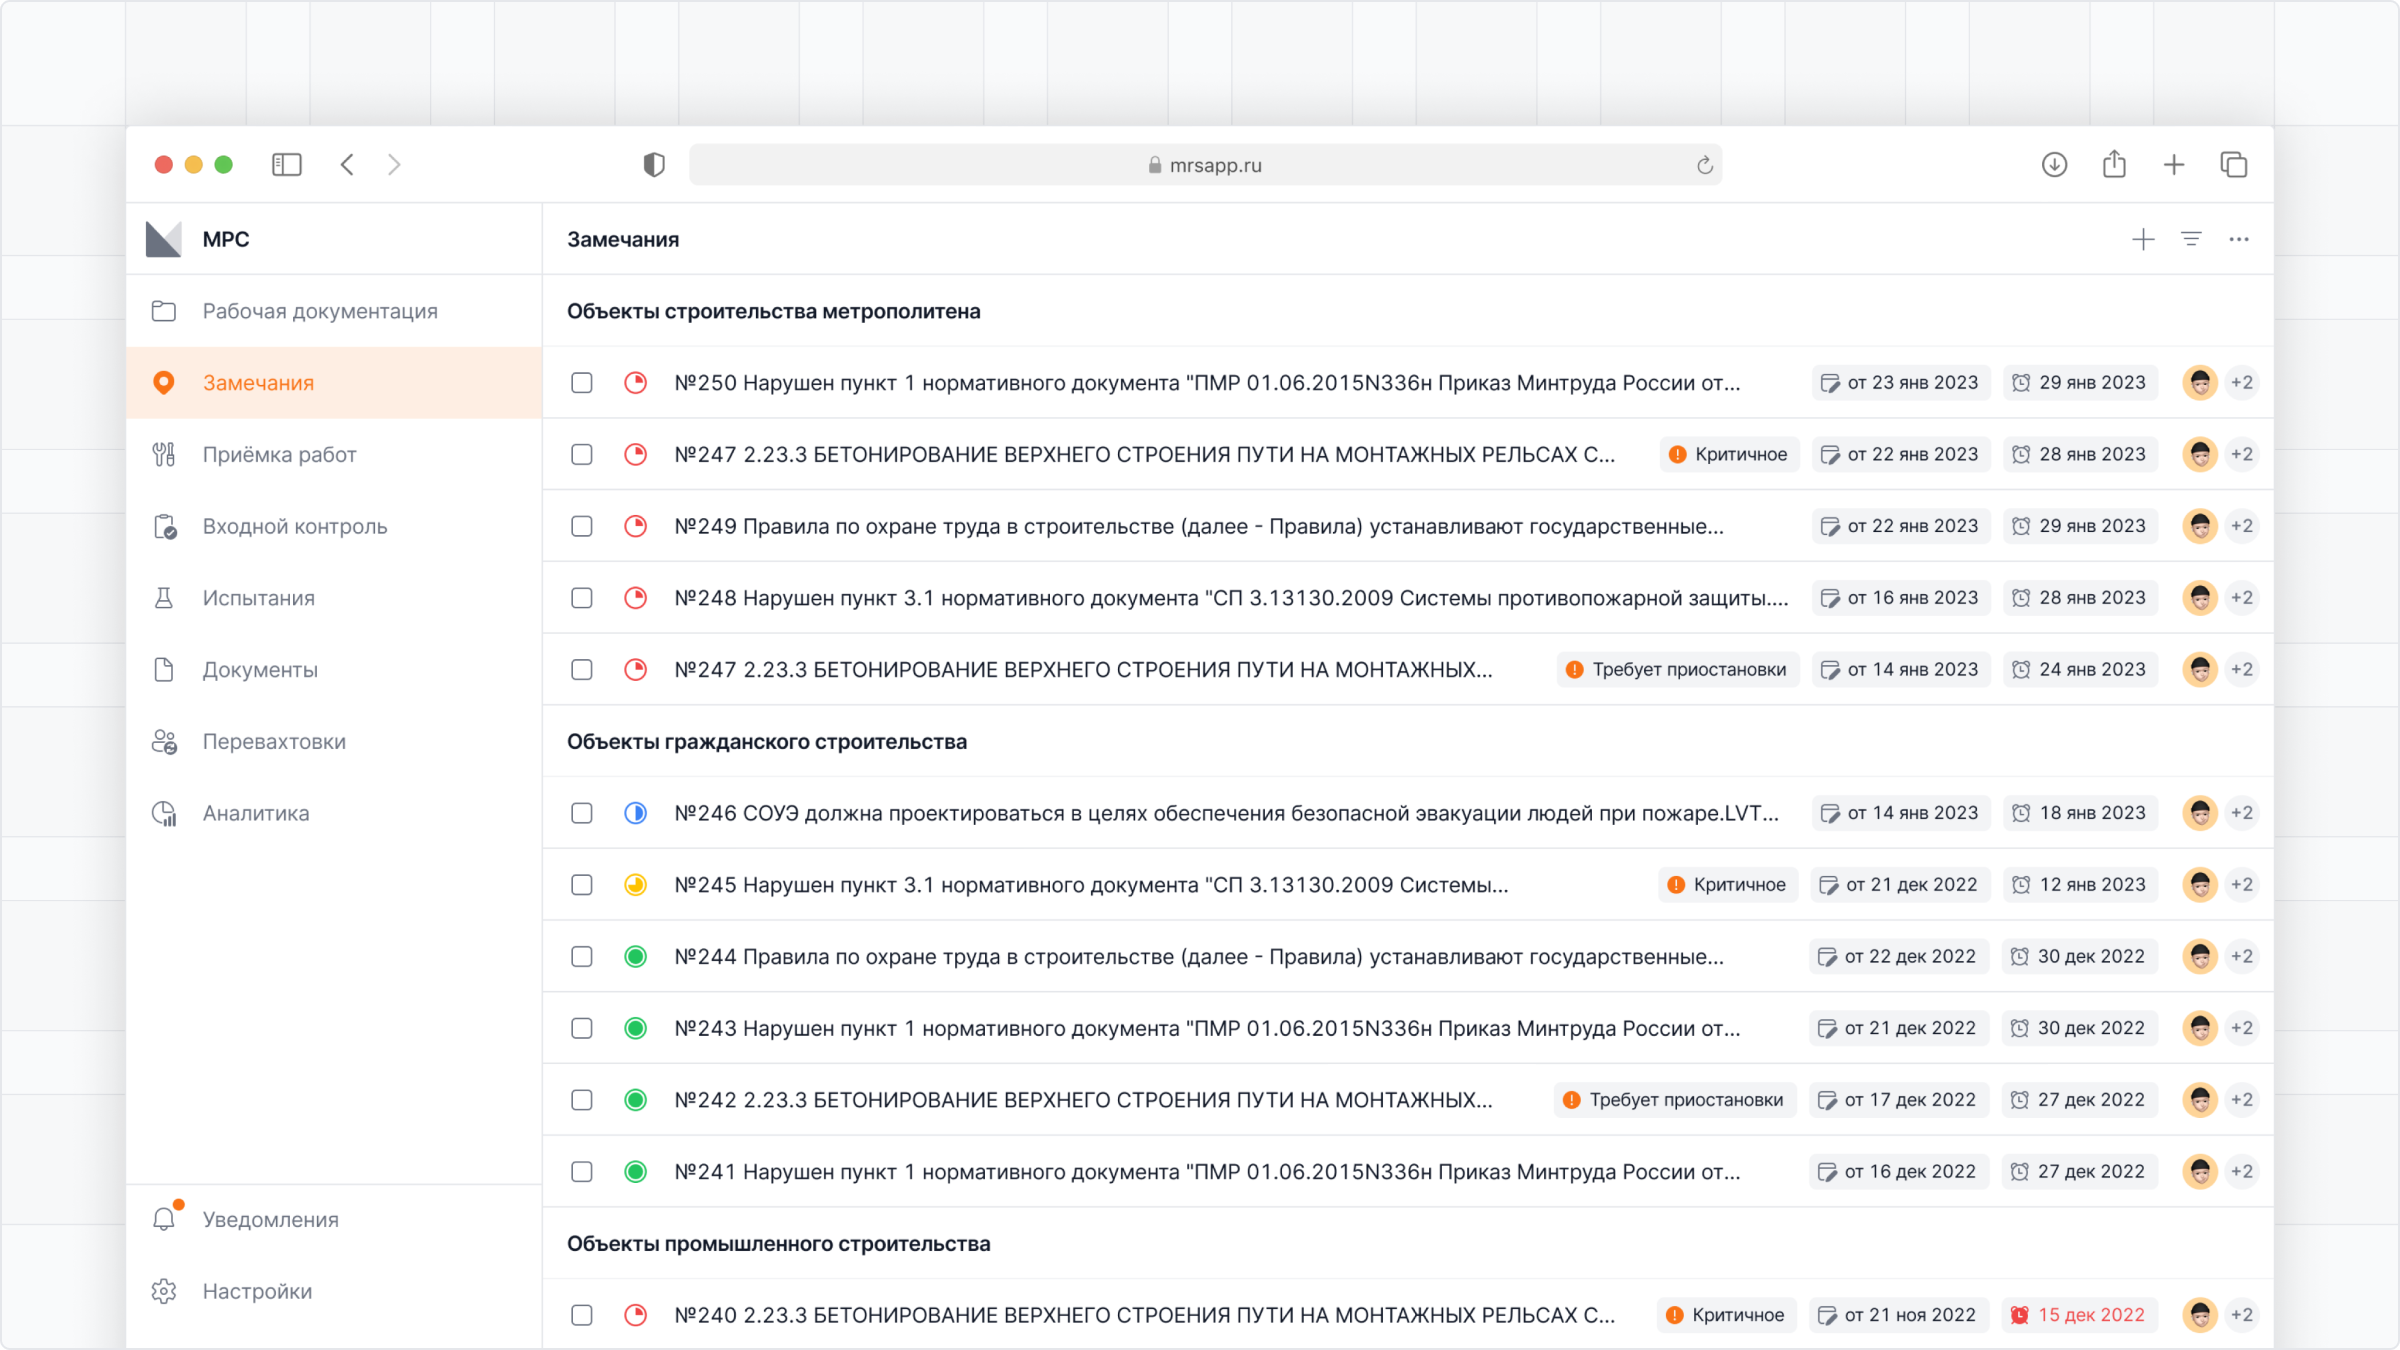 mrsapp.ru
МРС
Замечания
Рабочая документация
Замечания
Приёмка работ
Входной контроль
Испытания
Документы
Перевахтовки
Аналитика
Уведомления
Настройки
Объекты строительства метрополитена
№250 Нарушен пункт 1 нормативного документа "ПМР 01.06.2015N336н Приказ Минтруда России от... от 23 янв 2023 29 янв 2023 +2
№247 2.23.3 БЕТОНИРОВАНИЕ ВЕРХНЕГО СТРОЕНИЯ ПУТИ НА МОНТАЖНЫХ РЕЛЬСАХ С... Критичное от 22 янв 2023 28 янв 2023 +2
№249 Правила по охране труда в строительстве (далее - Правила) устанавливают государственные... от 22 янв 2023 29 янв 2023 +2
№248 Нарушен пункт 3.1 нормативного документа "СП 3.13130.2009 Системы противопожарной защиты.... от 16 янв 2023 28 янв 2023 +2
№247 2.23.3 БЕТОНИРОВАНИЕ ВЕРХНЕГО СТРОЕНИЯ ПУТИ НА МОНТАЖНЫХ... Требует приостановки от 14 янв 2023 24 янв 2023 +2
Объекты гражданского строительства
№246 СОУЭ должна проектироваться в целях обеспечения безопасной эвакуации людей при пожаре.LVT... от 14 янв 2023 18 янв 2023 +2
№245 Нарушен пункт 3.1 нормативного документа "СП 3.13130.2009 Системы... Критичное от 21 дек 2022 12 янв 2023 +2
№244 Правила по охране труда в строительстве (далее - Правила) устанавливают государственные... от 22 дек 2022 30 дек 2022 +2
№243 Нарушен пункт 1 нормативного документа "ПМР 01.06.2015N336н Приказ Минтруда России от... от 21 дек 2022 30 дек 2022 +2
№242 2.23.3 БЕТОНИРОВАНИЕ ВЕРХНЕГО СТРОЕНИЯ ПУТИ НА МОНТАЖНЫХ... Требует приостановки от 17 дек 2022 27 дек 2022 +2
№241 Нарушен пункт 1 нормативного документа "ПМР 01.06.2015N336н Приказ Минтруда России от... от 16 дек 2022 27 дек 2022 +2
Объекты промышленного строительства
№240 2.23.3 БЕТОНИРОВАНИЕ ВЕРХНЕГО СТРОЕНИЯ ПУТИ НА МОНТАЖНЫХ РЕЛЬСАХ С... Критичное от 21 ноя 2022 15 дек 2022 +2